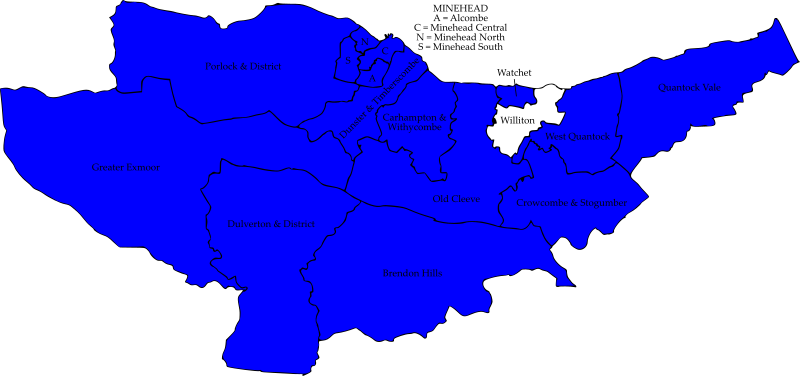 MINEHEAD
A = Alcombe
C = Minehead Central
N = Minehead North
S = Minehead South
N
C
S
A
Porlock & District
Dunster & Timberscombe
Watchet
Quantock Vale
Carhampton &
Withycombe
Williton
West Quantock
Greater Exmoor
Old Cleeve
Crowcombe & Stogumber
Dulverton & District
Brendon Hills